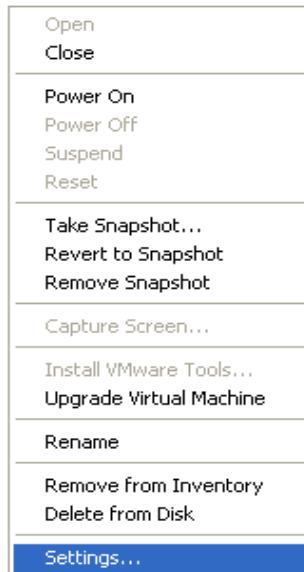 Open
Close
Power On
Power Off
Suspend
Reset
Take Snapshot...
Revert to Snapshot
Remove Snapshot
Capture Screen...
Install VMware Tools...
Upgrade Virtual Machine
Rename
Remove from Inventory
Delete from Disk
Settings...